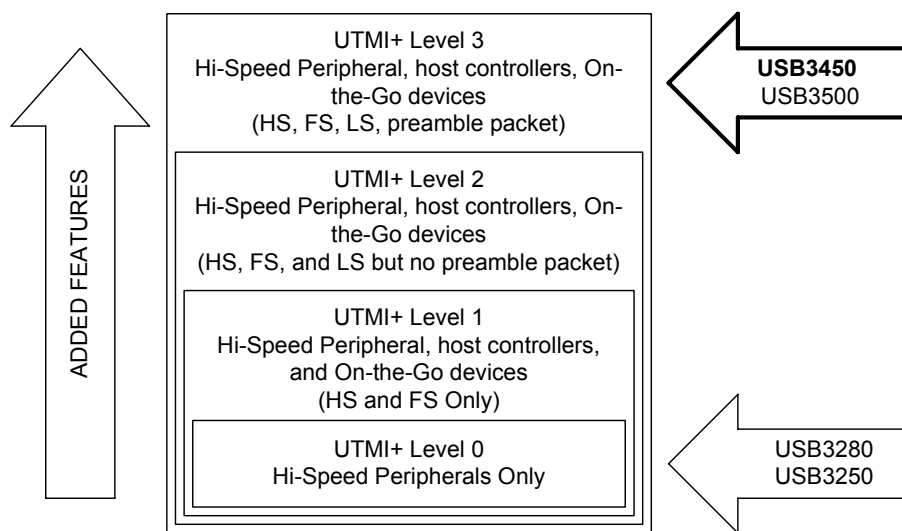 UTMI+ Level 3
Hi-Speed Peripheral, host controllers, On-
the-Go devices
(HS, FS, LS, preamble packet)
USB3450
USB3500
ADDED FEATURES
UTMI+ Level 2
Hi-Speed Peripheral, host controllers, On-
the-Go devices
(HS, FS, and LS but no preamble packet)
UTMI+ Level 1
Hi-Speed Peripheral, host controllers,
and On-the-Go devices
(HS and FS Only)
UTMI+ Level 0
Hi-Speed Peripherals Only
USB3280
USB3250